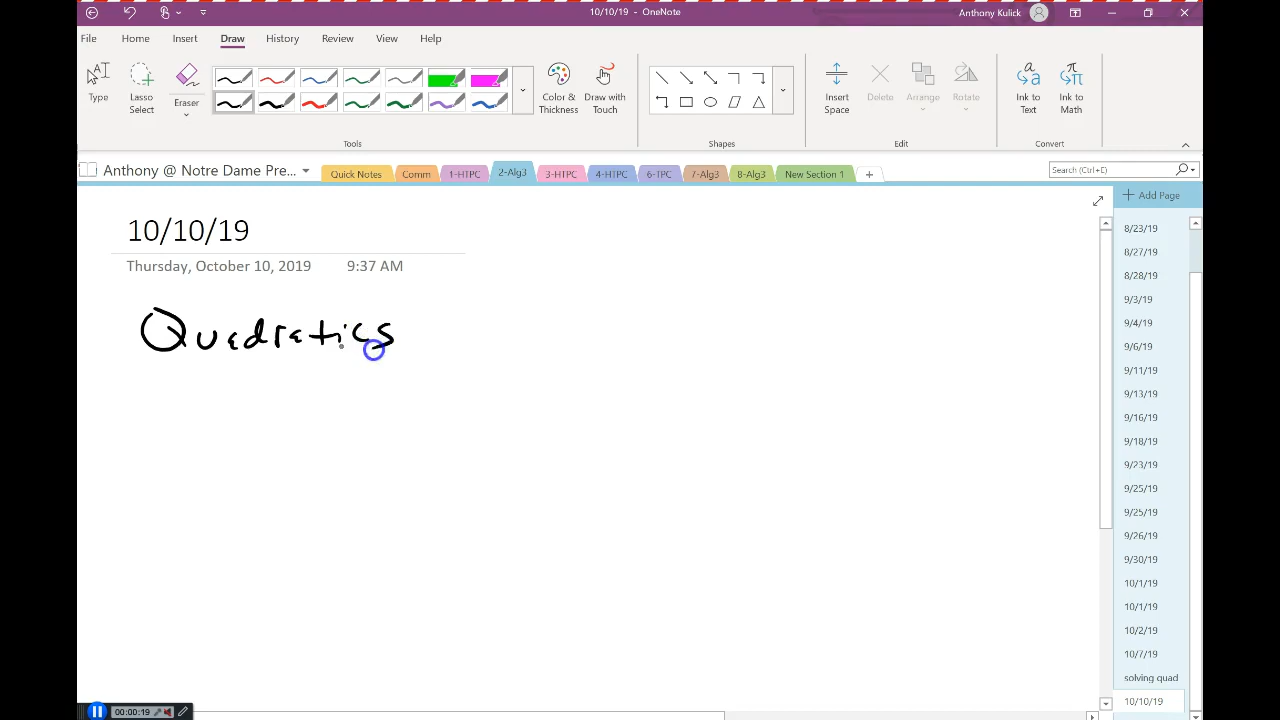 10/10/19 - OneNote
Anthony Kulick
File Home Insert Draw History Review View Help
Type
Lasso Select
Eraser
Color & Thickness
Draw with Touch
Insert Space
Delete
Arrange
Rotate
Ink to Text
Ink to Math
Tools
Shapes
Edit
Convert
Anthony @ Notre Dame Pre...
Quick Notes Comm 1-HTPC 2-Alg3 3-HTPC 4-HTPC 6-TPC 7-Alg3 8-Alg3 New Section 1
Search (Ctrl+E)
Add Page
10/10/19
Thursday, October 10, 2019 9:37 AM
Quadratics
8/23/19
8/27/19
8/28/19
9/3/19
9/4/19
9/6/19
9/11/19
9/13/19
9/16/19
9/18/19
9/23/19
9/25/19
9/25/19
9/26/19
9/30/19
10/1/19
10/1/19
10/2/19
10/7/19
solving quad
10/10/19
00:00:19